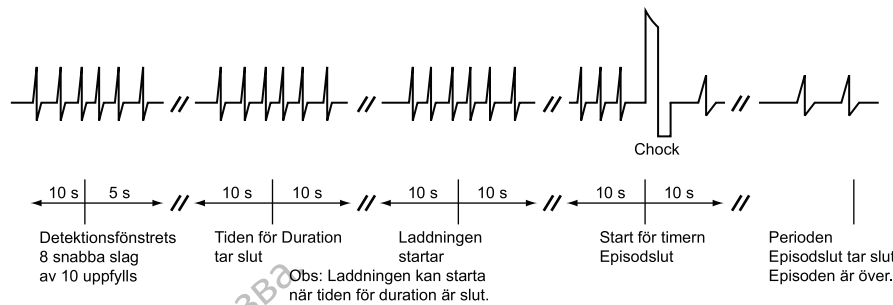 Chock
10 s 5 s 10 s 10 s 10 s 10 s 10 s 10 s
Detektionsfönstrets
8 snabba slag
av 10 uppfylls
Tiden för Duration
tar slut
Laddningen
startar
Obs: Laddningen kan starta
när tiden för duration är slut.
Start för timern
Episodslut
Perioden
Episodslut tar slut.
Episoden är över.